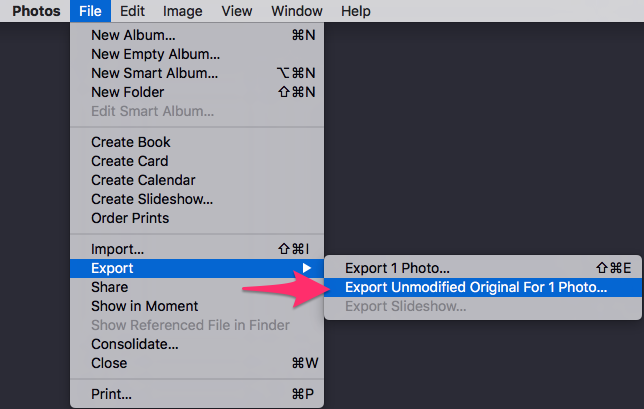 Photos File Edit Image View Window Help
New Album... ⌘N
New Empty Album...
New Smart Album... ⌥⌘N
New Folder ⇧⌘N
Edit Smart Album...
Create Book
Create Card
Create Calendar
Create Slideshow...
Order Prints
Import... ⇧⌘I
Export ▶
Share
Show in Moment
Show Referenced File in Finder
Consolidate...
Close ⌘W
Print... ⌘P
Export 1 Photo... ⇧⌘E
Export Unmodified Original For 1 Photo...
Export Slideshow...